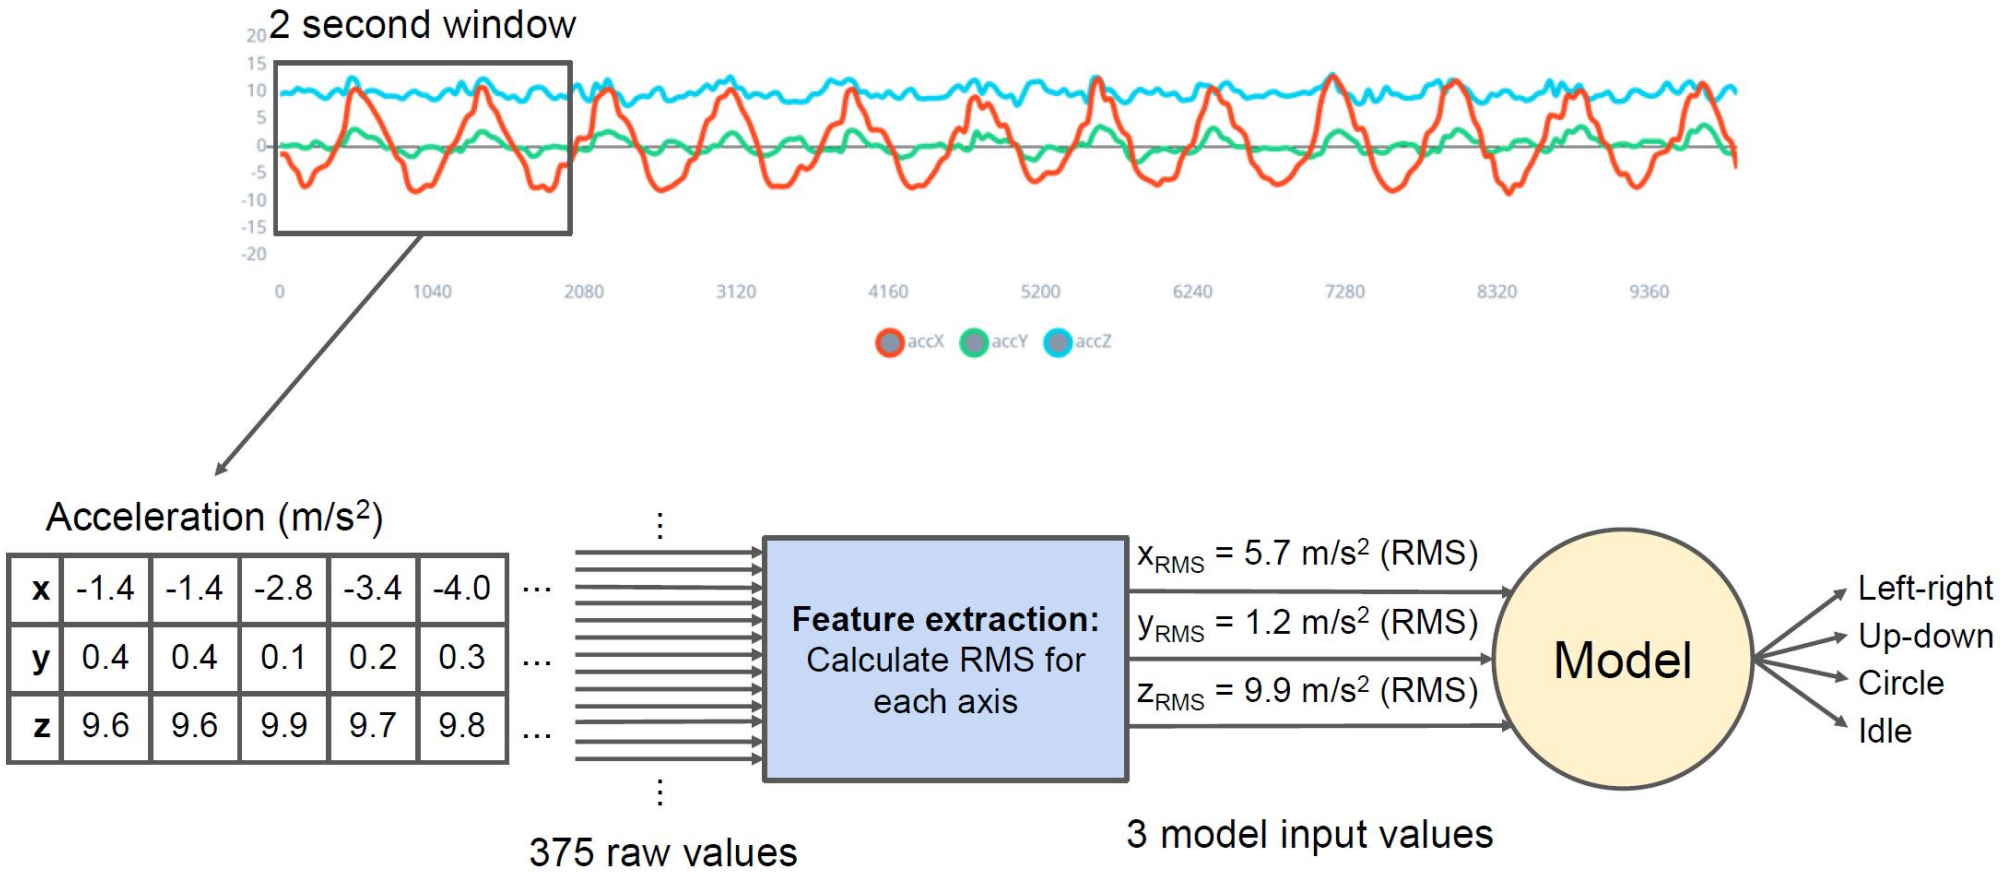 2 second window
20
15
10
5
0
-5
-10
-15
-20
0 1040 2080 3120 4160 5200 6240 7280 8320 9360
accX accY accZ
Acceleration (m/s²)
x -1.4 -1.4 -2.8 -3.4 -4.0 ...
y 0.4 0.4 0.1 0.2 0.3 ...
z 9.6 9.6 9.9 9.7 9.8 ...
⋮
⋮
375 raw values
Feature extraction:
Calculate RMS for
each axis
xRMS = 5.7 m/s² (RMS)
yRMS = 1.2 m/s² (RMS)
zRMS = 9.9 m/s² (RMS)
3 model input values
Model
Left-right
Up-down
Circle
Idle